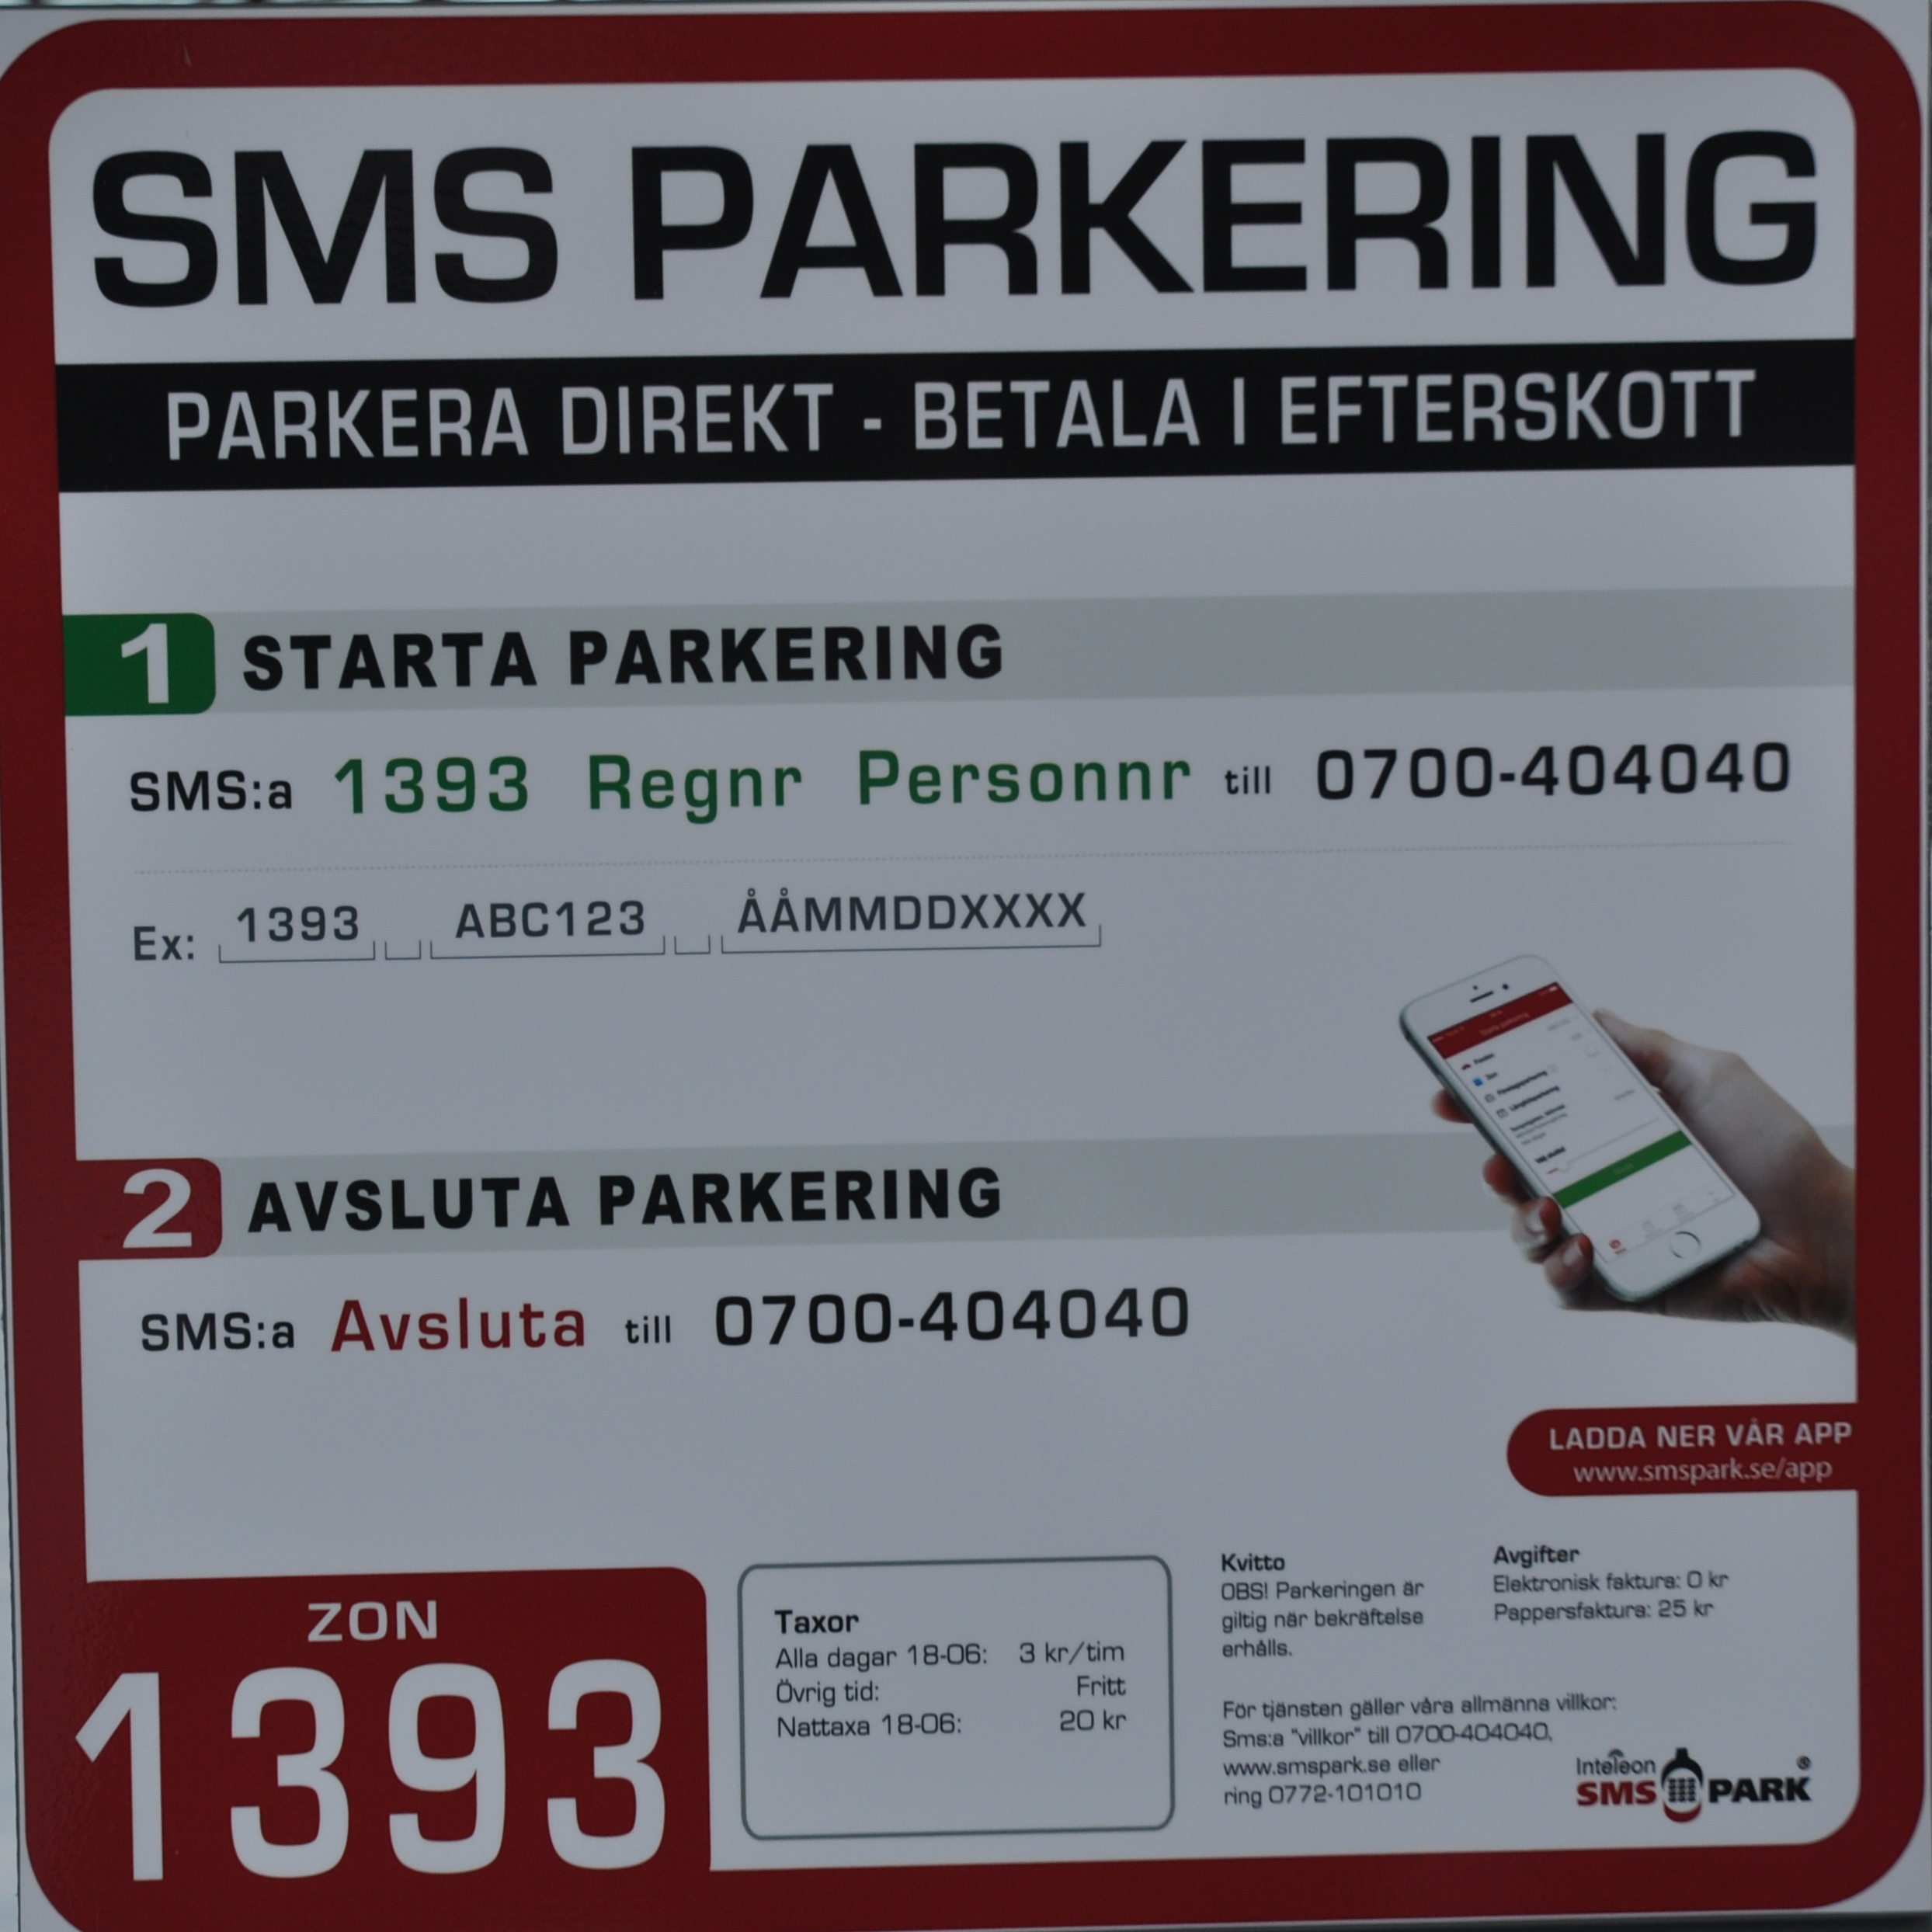 SMS PARKERING
PARKERA DIREKT - BETALA I EFTERSKOTT
1 STARTA PARKERING
SMS:a 1393 Regnr Personnr till 0700-404040
Ex: 1393 ABC123 ÅÅMMDDXXXX
2 AVSLUTA PARKERING
SMS:a Avsluta till 0700-404040
LADDA NER VÅR APP
www.smspark.se/app
ZON
1393
Taxor
Alla dagar 18-06: 3 kr/tim
Övrig tid: Fritt
Nattaxa 18-06: 20 kr
Kvitto
OBS! Parkeringen är
giltig när bekräftelse
erhålls.
Avgifter
Elektronisk faktura: 0 kr
Pappersfaktura: 25 kr
För tjänsten gäller våra allmänna villkor:
Sms:a "villkor" till 0700-404040,
www.smspark.se eller
ring 0772-101010
Inteleon
SMS PARK ®